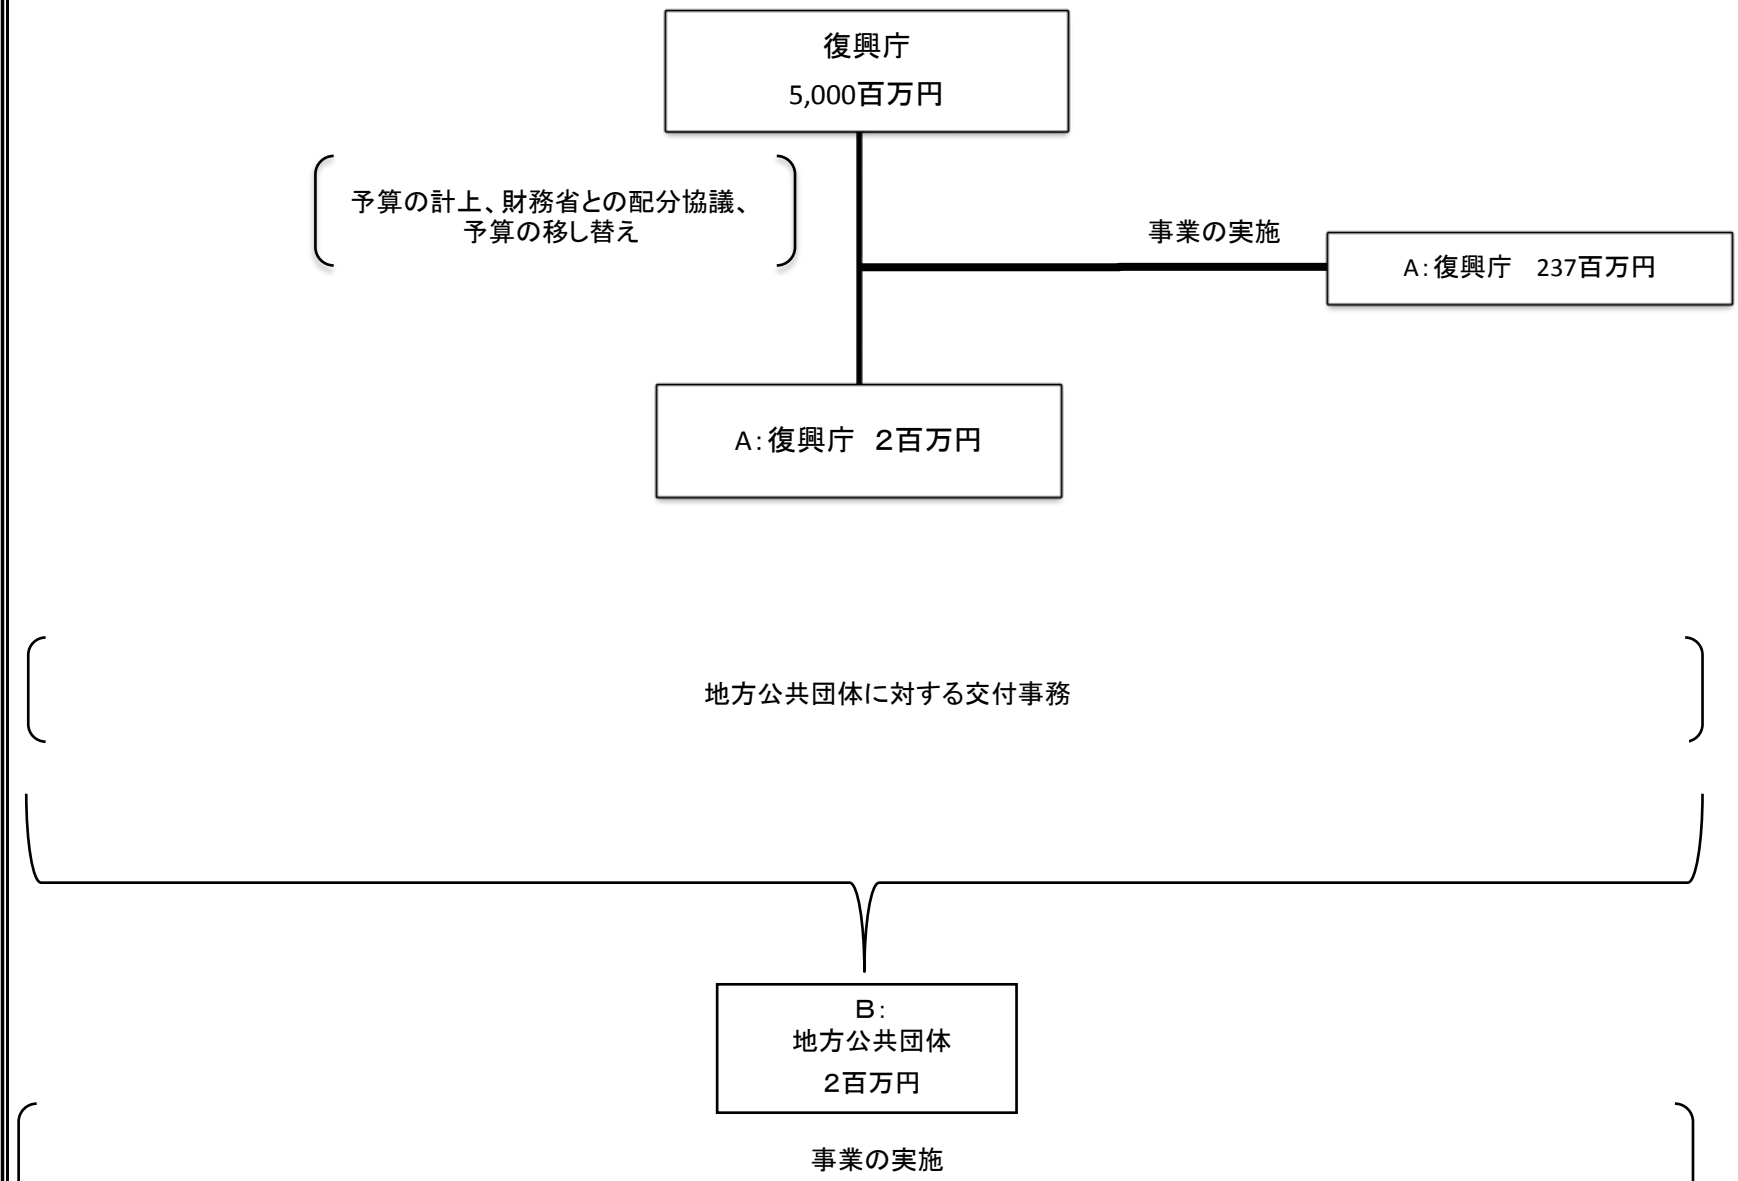 復興庁
5,000百万円
予算の計上、財務省との配分協議、
予算の移し替え
事業の実施
A:復興庁　237百万円
A:復興庁　２百万円
地方公共団体に対する交付事務
Ｂ:
地方公共団体
２百万円
事業の実施